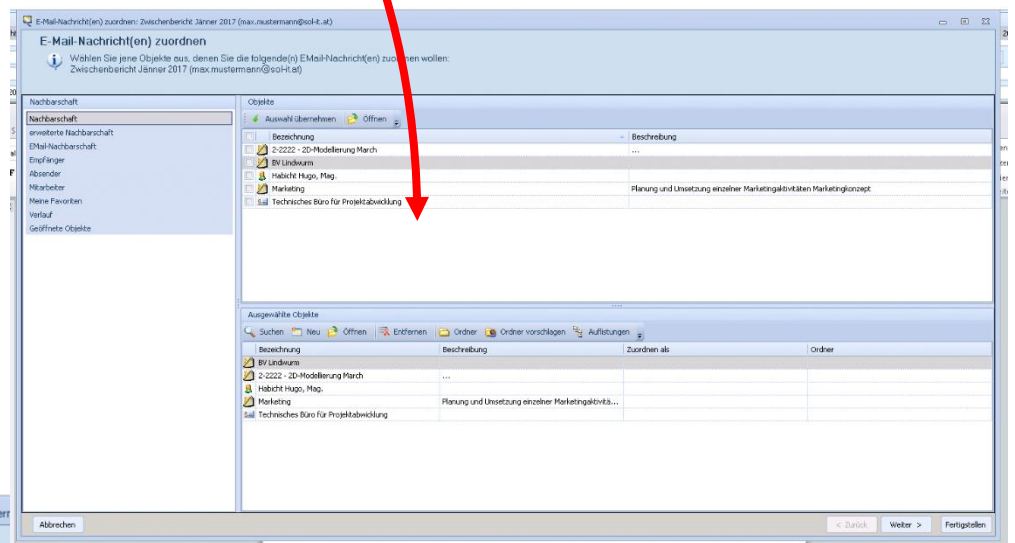 E-Mail-Nachricht(en) zuordnen: Zwischenbericht Jänner 2017 (max.mustermann@sol-it.at)
E-Mail-Nachricht(en) zuordnen
Wählen Sie jene Objekte aus, denen Sie die folgende(n) EMail-Nachricht(en) zuordnen wollen:
Zwischenbericht Jänner 2017 (max.mustermann@sol-it.at)
Nachbarschaft
Nachbarschaft
erweiterte Nachbarschaft
EMail-Nachbarschaft
Empfänger
Absender
Mitarbeiter
Meine Favoriten
Verlauf
Geöffnete Objekte
Objekte
Auswahl übernehmen Öffnen
Bezeichnung Beschreibung
2-2222 - 2D-Modellierung March ...
BV Lindwurm
Habicht Hugo, Mag.
Marketing Planung und Umsetzung einzelner Marketingaktivitäten Marketingkonzept
Technisches Büro für Projektabwicklung
Ausgewählte Objekte
Suchen Neu Öffnen Entfernen Ordner Ordner vorschlagen Auflistungen
Bezeichnung Beschreibung Zuordnen als Ordner
BV Lindwurm
2-2222 - 2D-Modellierung March ...
Habicht Hugo, Mag.
Marketing Planung und Umsetzung einzelner Marketingaktivitä...
Technisches Büro für Projektabwicklung
Abbrechen < Zurück Weiter > Fertigstellen